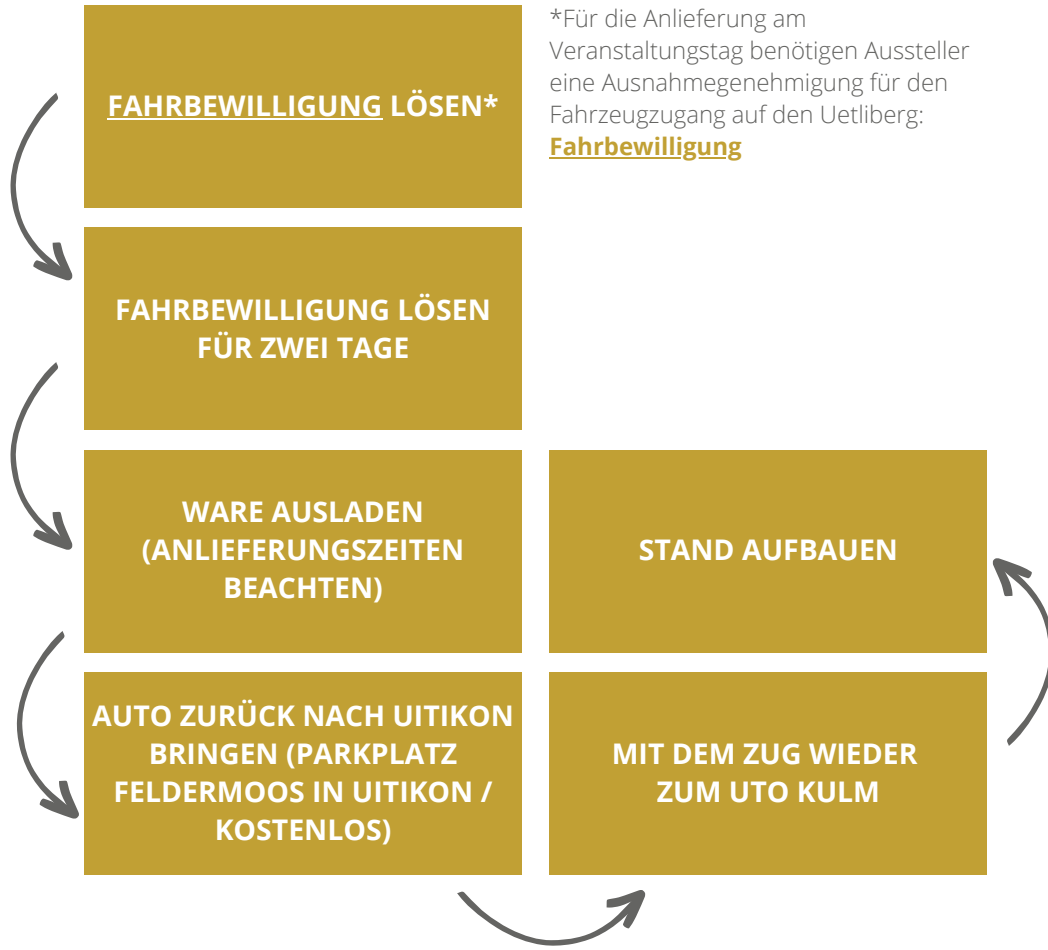 FAHRBEWILLIGUNG LÖSEN*
*Für die Anlieferung am
Veranstaltungstag benötigen Aussteller
eine Ausnahmegenehmigung für den
Fahrzeugzugang auf den Uetliberg:
Fahrbewilligung
FAHRBEWILLIGUNG LÖSEN
FÜR ZWEI TAGE
WARE AUSLADEN
(ANLIEFERUNGSZEITEN
BEACHTEN)
AUTO ZURÜCK NACH UITIKON
BRINGEN (PARKPLATZ
FELDERMOOS IN UITIKON /
KOSTENLOS)
MIT DEM ZUG WIEDER
ZUM UTO KULM
STAND AUFBAUEN